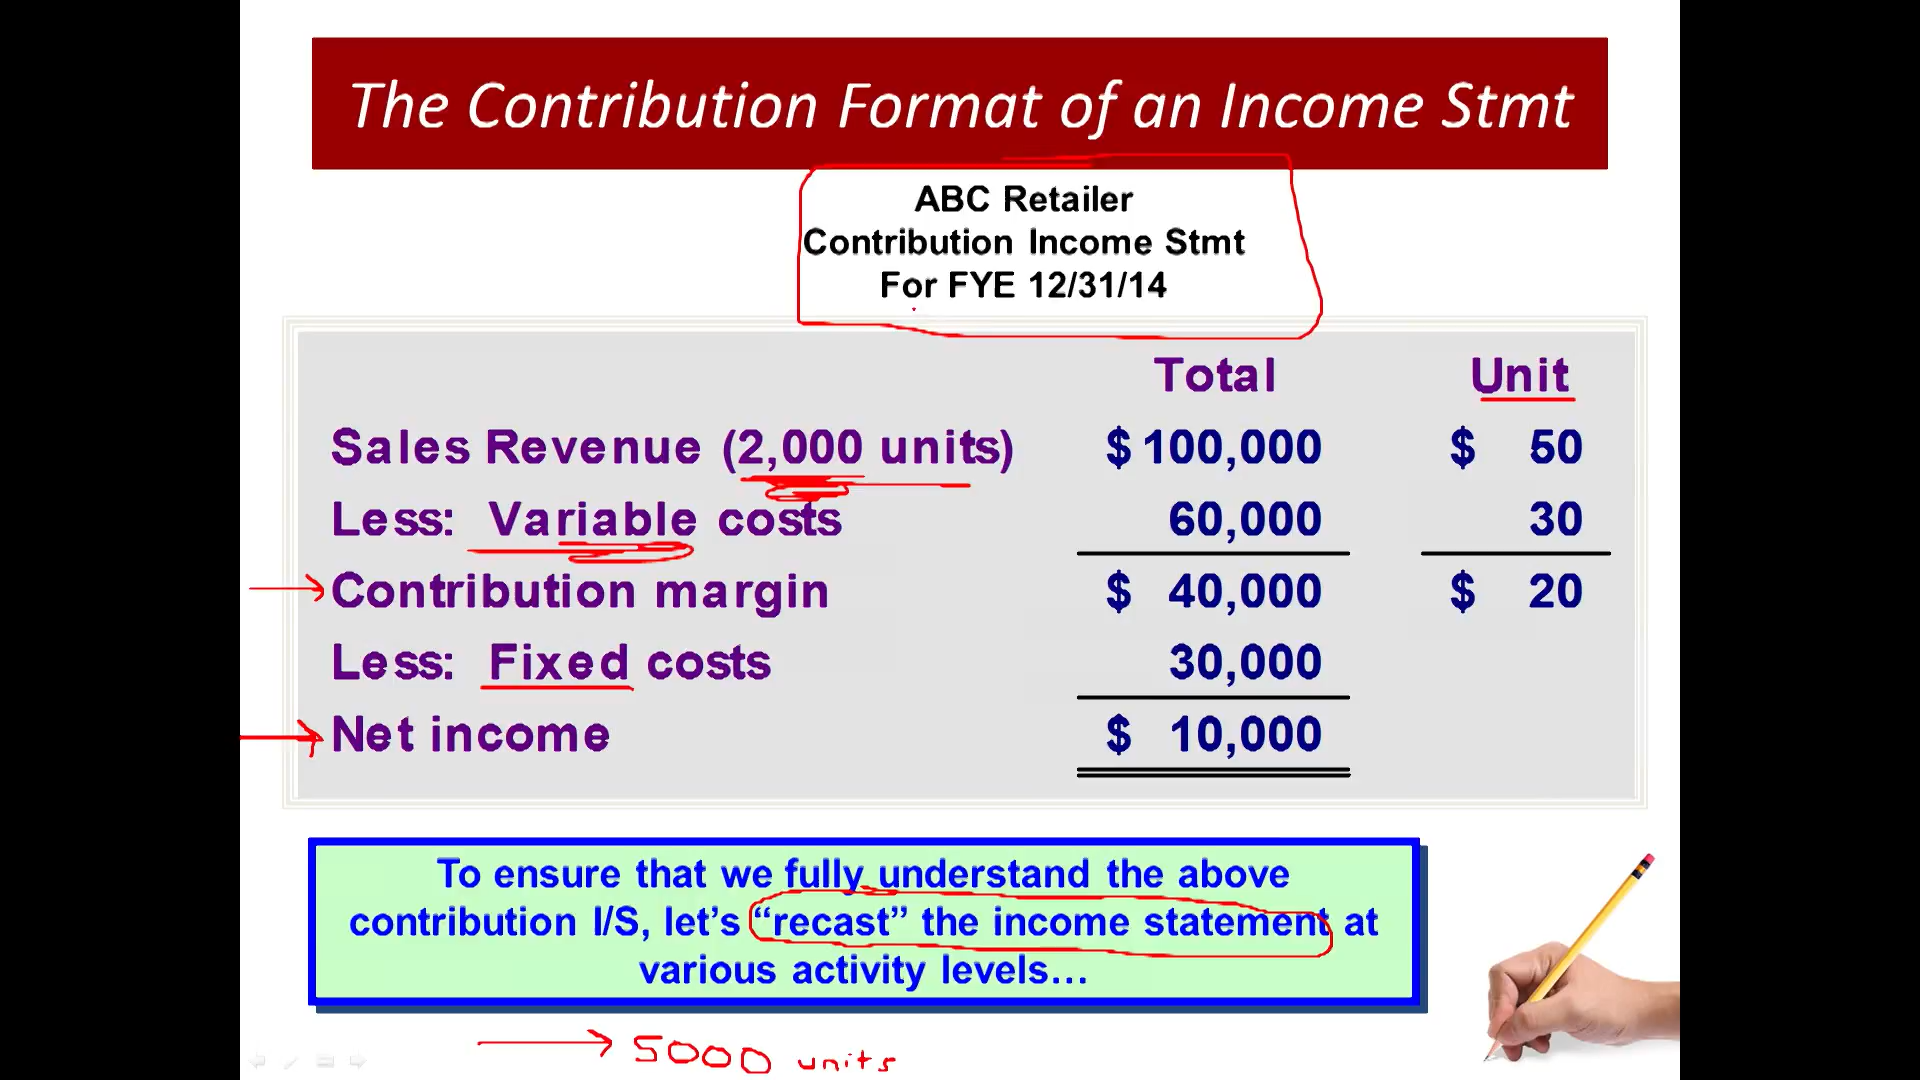 The Contribution Format of an Income Stmt
ABC Retailer
Contribution Income Stmt
For FYE 12/31/14
Total Unit
Sales Revenue (2,000 units) $ 100,000 $ 50
Less: Variable costs 60,000 30
Contribution margin $ 40,000 $ 20
Less: Fixed costs 30,000
Net income $ 10,000
To ensure that we fully understand the above
contribution I/S, let’s “recast” the income statement at
various activity levels…
5000 units